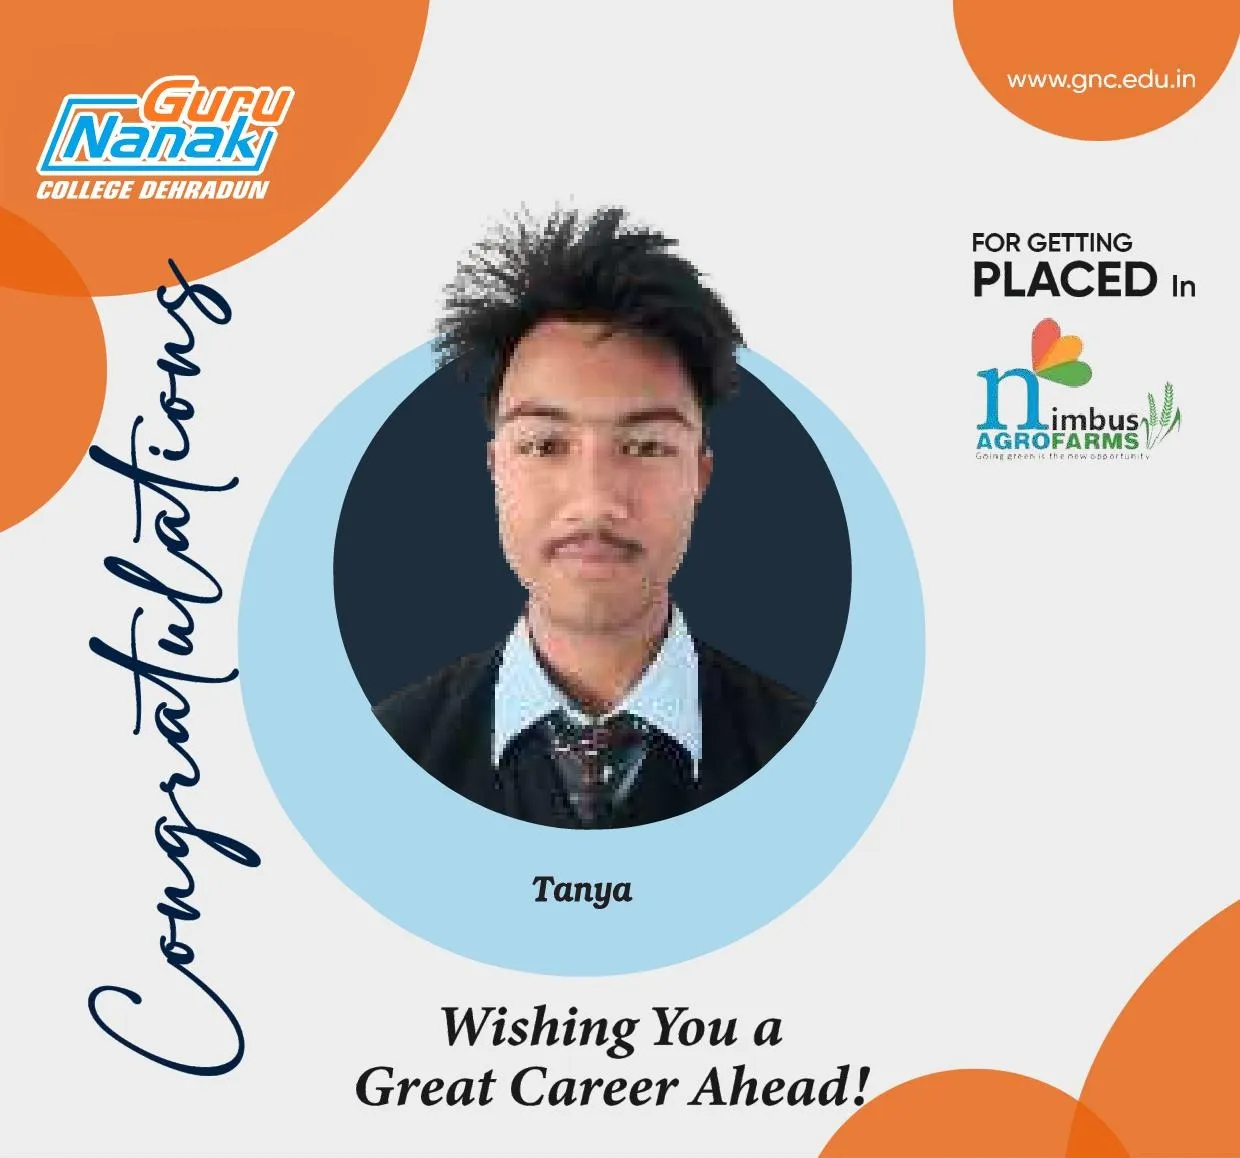 Guru
Nanak
COLLEGE DEHRADUN
www.gnc.edu.in
Congratulations
FOR GETTING
PLACED In
nimbus
AGROFARMS
Going green is the new opportunity
Tanya
Wishing You a
Great Career Ahead!